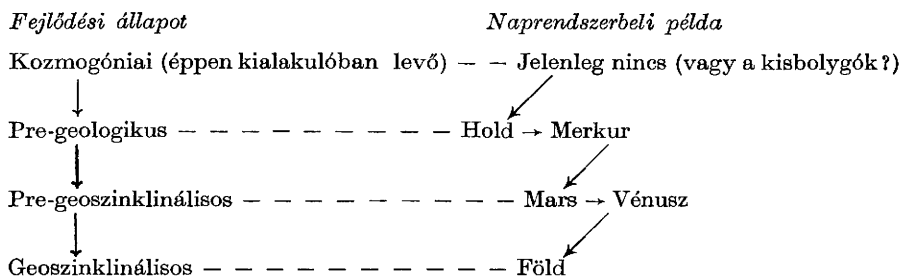 Fejlődési állapot Naprendszerbeli példa
Kozmogóniai (éppen kialakulóban levő) – – Jelenleg nincs (vagy a kisbolygók?)
Pre-geologikus – – – – – – – – – – – Hold → Merkur
Pre-geoszinklinálisos – – – – – – – – – – – Mars → Vénusz
Geoszinklinálisos – – – – – – – – – – – – Föld